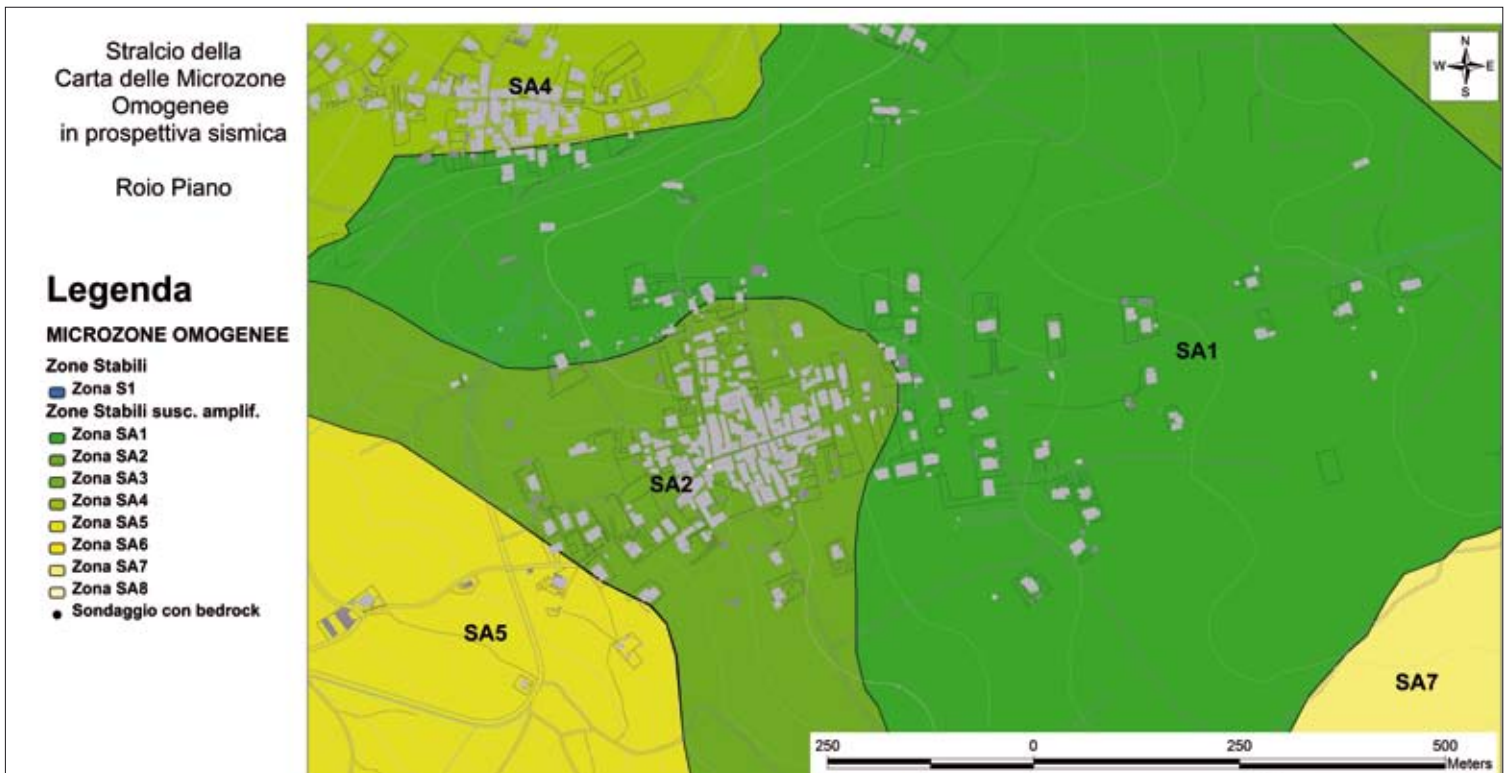 Stralcio della
Carta delle Microzone
Omogenee
in prospettiva sismica
Roio Piano
Legenda
MICROZONE OMOGENEE
Zone Stabili
Zona S1
Zone Stabili susc. amplif.
Zona SA1
Zona SA2
Zona SA3
Zona SA4
Zona SA5
Zona SA6
Zona SA7
Zona SA8
Sondaggio con bedrock
SA4
N
W E
S
SA1
SA2
SA5
SA7
250 0 250 500
Meters